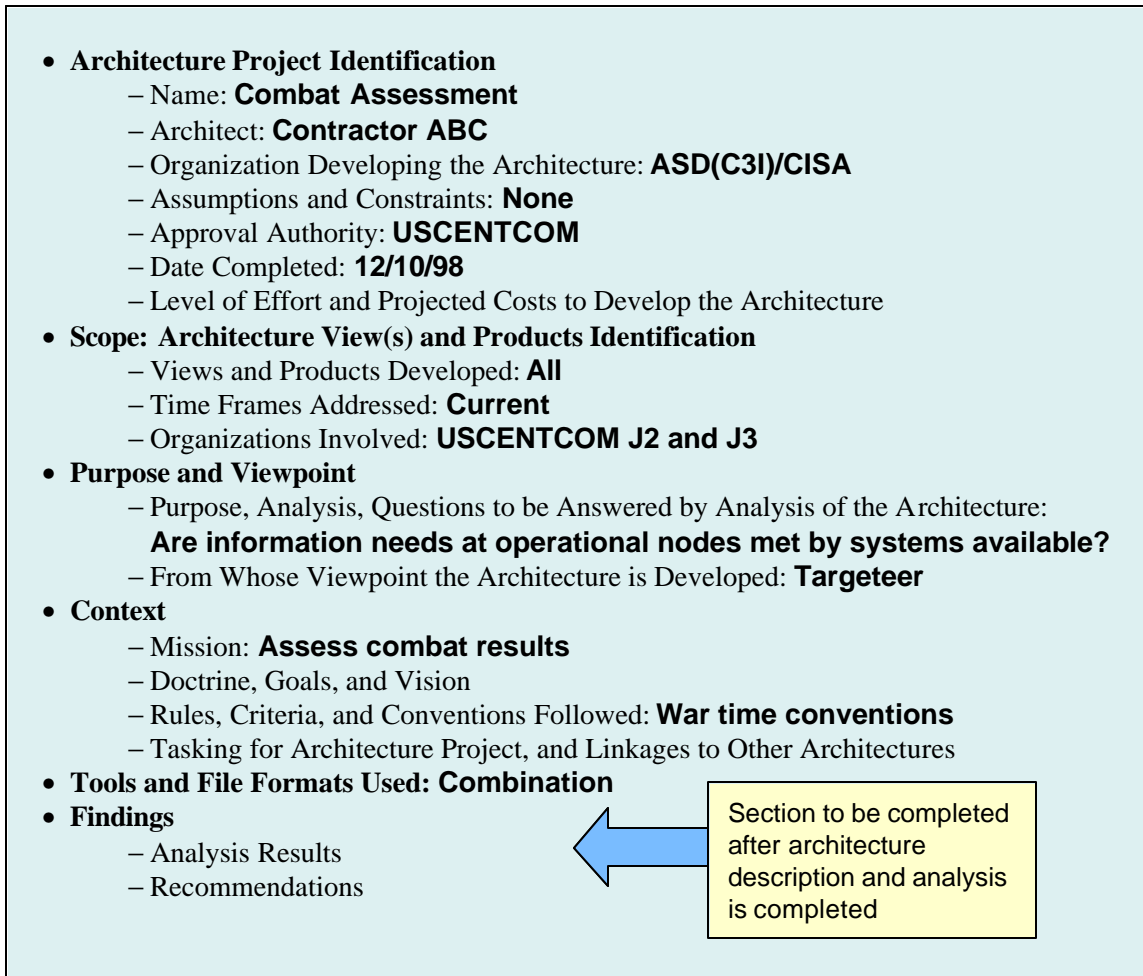 • Architecture Project Identification
– Name: Combat Assessment
– Architect: Contractor ABC
– Organization Developing the Architecture: ASD(C3I)/CISA
– Assumptions and Constraints: None
– Approval Authority: USCENTCOM
– Date Completed: 12/10/98
– Level of Effort and Projected Costs to Develop the Architecture
• Scope: Architecture View(s) and Products Identification
– Views and Products Developed: All
– Time Frames Addressed: Current
– Organizations Involved: USCENTCOM J2 and J3
• Purpose and Viewpoint
– Purpose, Analysis, Questions to be Answered by Analysis of the Architecture:
Are information needs at operational nodes met by systems available?
– From Whose Viewpoint the Architecture is Developed: Targeteer
• Context
– Mission: Assess combat results
– Doctrine, Goals, and Vision
– Rules, Criteria, and Conventions Followed: War time conventions
– Tasking for Architecture Project, and Linkages to Other Architectures
• Tools and File Formats Used: Combination
• Findings
– Analysis Results
– Recommendations
Section to be completed
after architecture
description and analysis
is completed